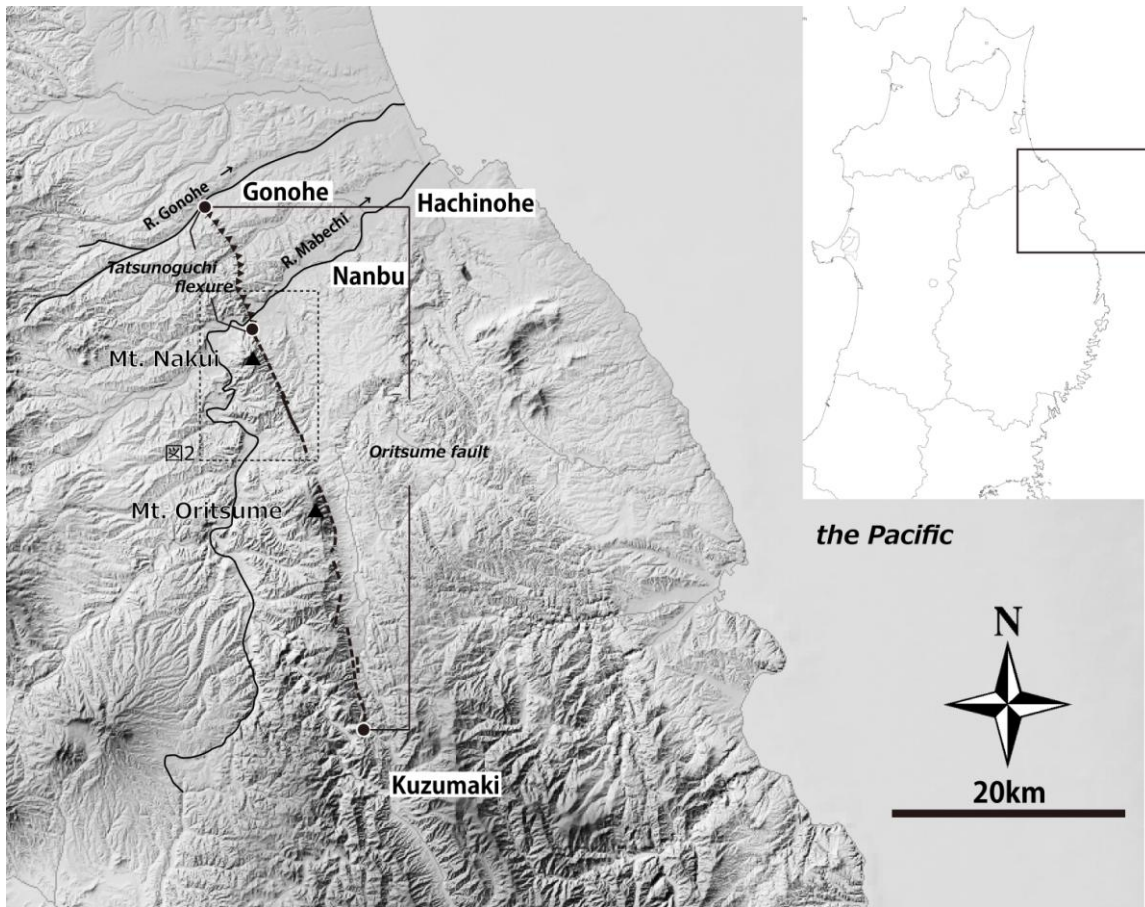 R. Gonohe →
Gonohe
Hachinohe
R. Mabechi →
Tatsunoguchi
flexure
Nanbu
Mt. Nakui
図2
Oritsume fault
Mt. Oritsume
the Pacific
N
20km
Kuzumaki